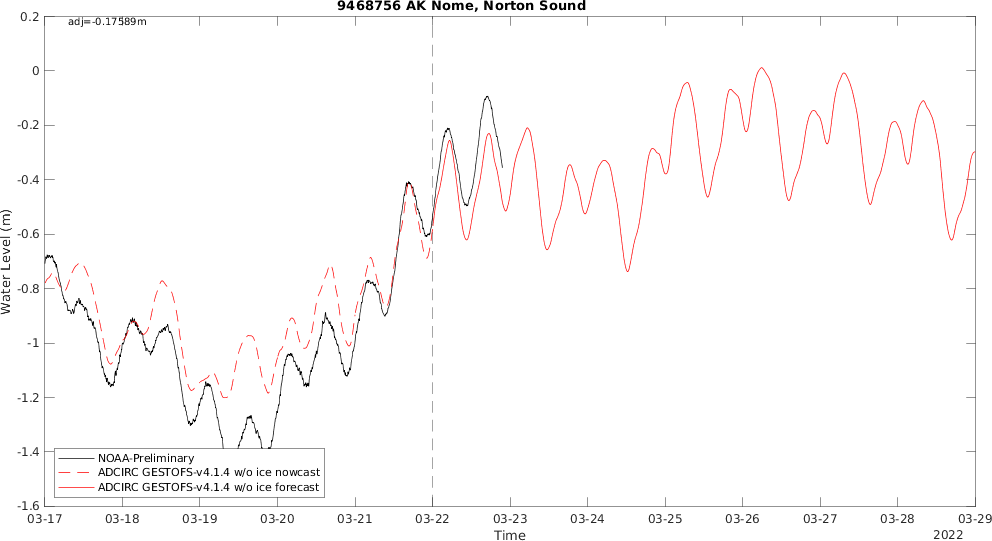 9468756 AK Nome, Norton Sound
adj=-0.17589m
0.2
0
-0.2
-0.4
-0.6
-0.8
-1
-1.2
-1.4
-1.6
Water Level (m)
NOAA-Preliminary
ADCIRC GESTOFS-v4.1.4 w/o ice nowcast
ADCIRC GESTOFS-v4.1.4 w/o ice forecast
03-17 03-18 03-19 03-20 03-21 03-22 03-23 03-24 03-25 03-26 03-27 03-28 03-29
Time
2022